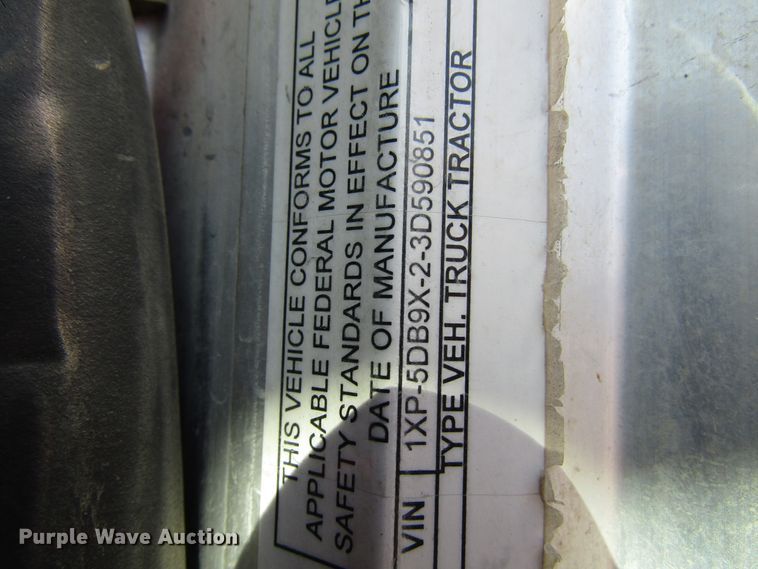 THIS VEHICLE CONFORMS TO ALL
APPLICABLE FEDERAL MOTOR VEHICLE
SAFETY STANDARDS IN EFFECT ON TH
DATE OF MANUFACTURE
VIN 1XP-5DB9X-2-3D590851
TYPE VEH. TRUCK TRACTOR
Purple Wave Auction